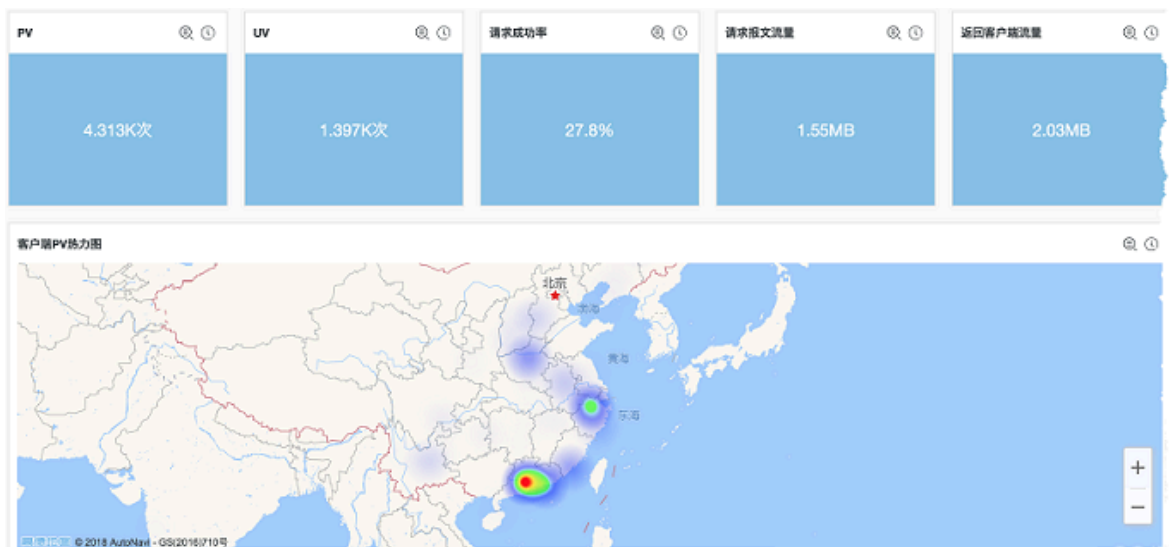 PV
UV
请求成功率
请求报文流量
返回客户端流量
4.313K次
1.397K次
27.8%
1.55MB
2.03MB
客户端PV热力图
北京
渤海
黄海
东海
© 2018 AutoNavi - GS(2016)710号